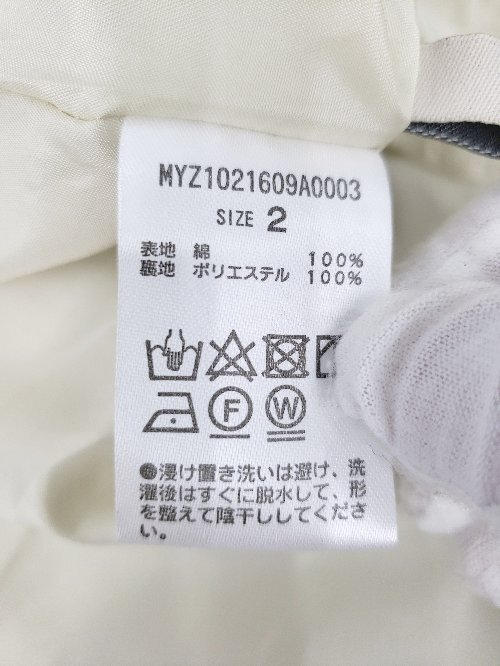 MYZ1021609A0003
SIZE 2
表地 綿 100%
裏地 ポリエステル 100%
F W
●浸け置き洗いは避け、洗
濯後はすぐに脱水して、形
を整えて陰干ししてくださ
い。